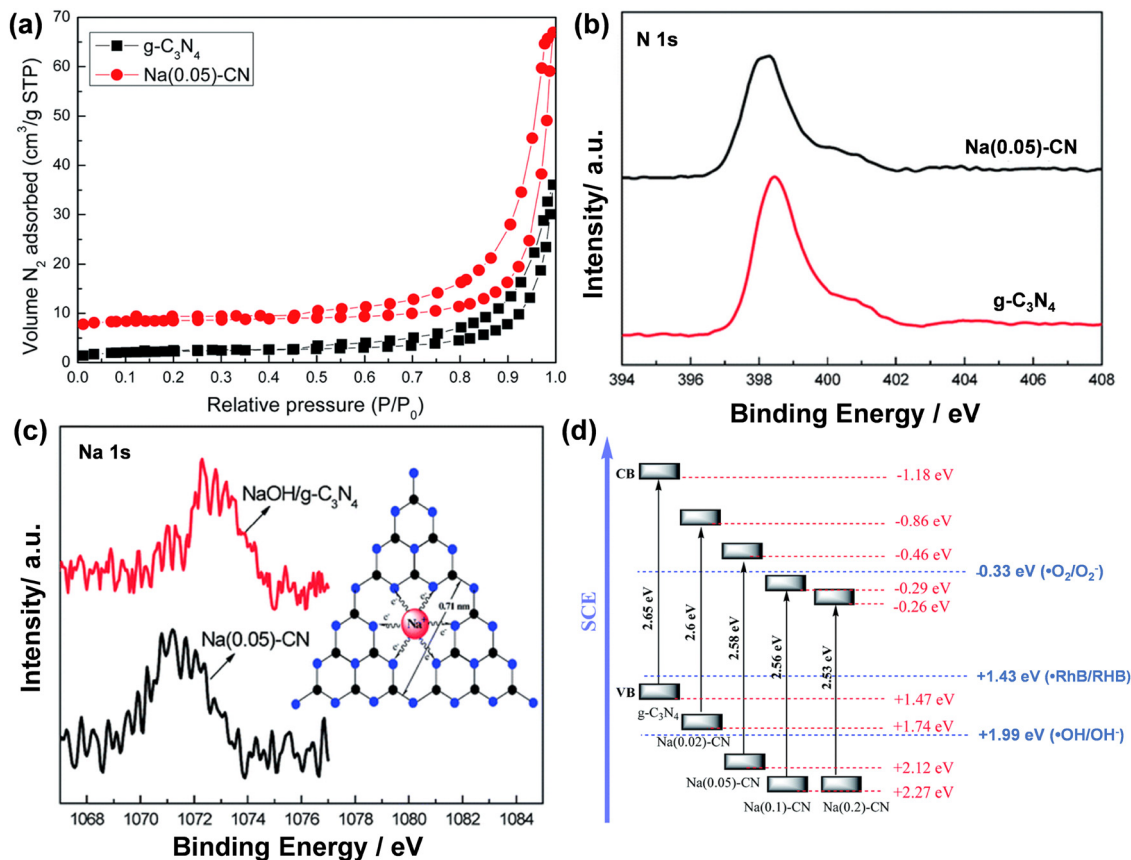 (a)
g-C₃N₄
Na(0.05)-CN
Volume N₂ adsorbed (cm³/g STP)
70
60
50
40
30
20
10
0
0.0 0.1 0.2 0.3 0.4 0.5 0.6 0.7 0.8 0.9 1.0
Relative pressure (P/P₀)
(b)
N 1s
Na(0.05)-CN
g-C₃N₄
Intensity/ a.u.
394 396 398 400 402 404 406 408
Binding Energy / eV
(c)
Na 1s
NaOH/g-C₃N₄
Na(0.05)-CN
0.71 nm
Na⁺
e⁻
e⁻
e⁻
e⁻
e⁻
e⁻
Intensity/ a.u.
1068 1070 1072 1074 1076 1078 1080 1082 1084
Binding Energy / eV
(d)
SCE
CB
-1.18 eV
-0.86 eV
-0.46 eV
-0.33 eV (•O₂/O₂⁻)
-0.29 eV
-0.26 eV
2.65 eV
2.6 eV
2.58 eV
2.56 eV
2.53 eV
+1.43 eV (•RhB/RHB)
VB
+1.47 eV
g-C₃N₄
+1.74 eV
Na(0.02)-CN
+1.99 eV (•OH/OH⁻)
+2.12 eV
Na(0.05)-CN
+2.27 eV
Na(0.1)-CN
Na(0.2)-CN